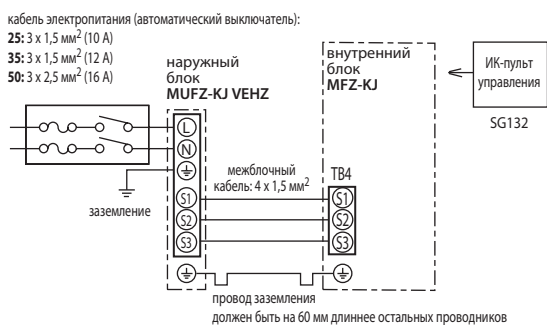 кабель электропитания (автоматический выключатель):
25: 3 x 1,5 мм² (10 А)
35: 3 x 1,5 мм² (12 А)
50: 3 x 2,5 мм² (16 А)
наружный
блок
MUFZ-KJ VEHZ
внутренний
блок
MFZ-KJ
ИК-пульт
управления
SG132
L
N
заземление
межблочный
кабель: 4 x 1,5 мм²
TB4
S1
S2
S3
S1
S2
S3
провод заземления
должен быть на 60 мм длиннее остальных проводников